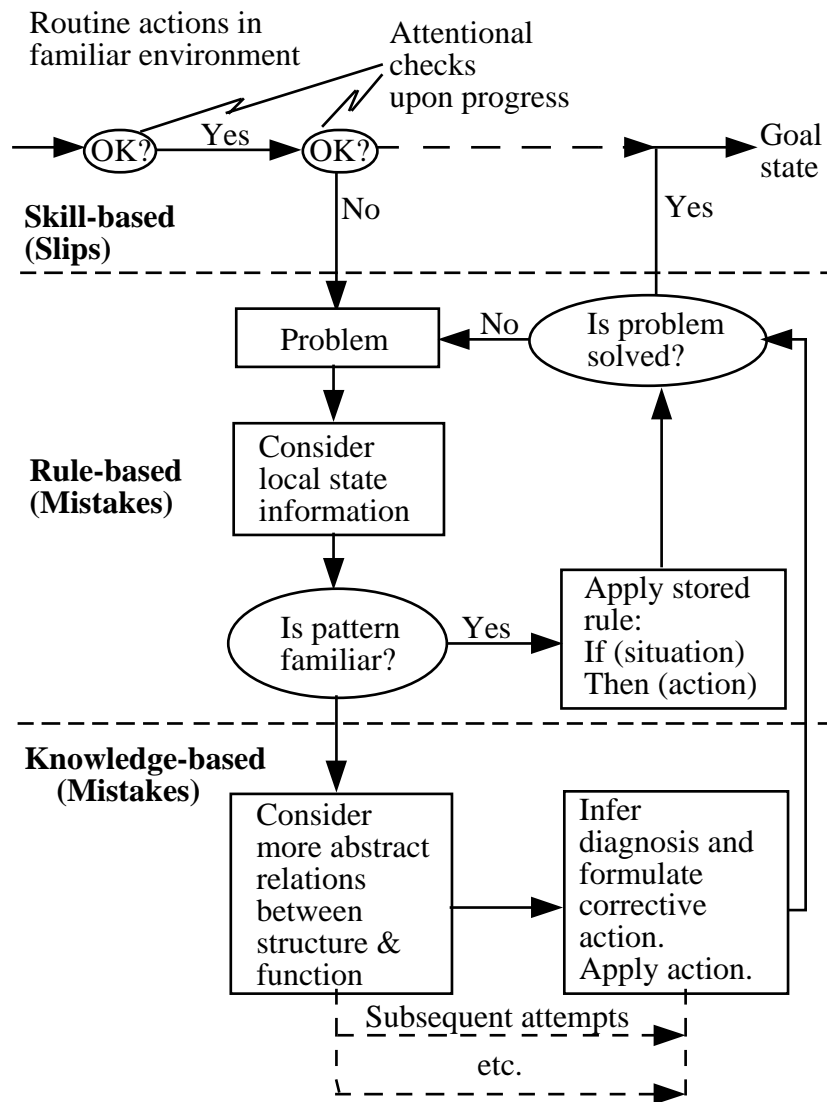 Routine actions in
familiar environment
Attentional
checks
upon progress
OK?
Yes
OK?
Goal
state
No
Yes
Skill-based
(Slips)
Problem
No
Is problem
solved?
Consider
local state
information
Rule-based
(Mistakes)
Is pattern
familiar?
Yes
Apply stored
rule:
If (situation)
Then (action)
Knowledge-based
(Mistakes)
Consider
more abstract
relations
between
structure &
function
Infer
diagnosis and
formulate
corrective
action.
Apply action.
Subsequent attempts
etc.